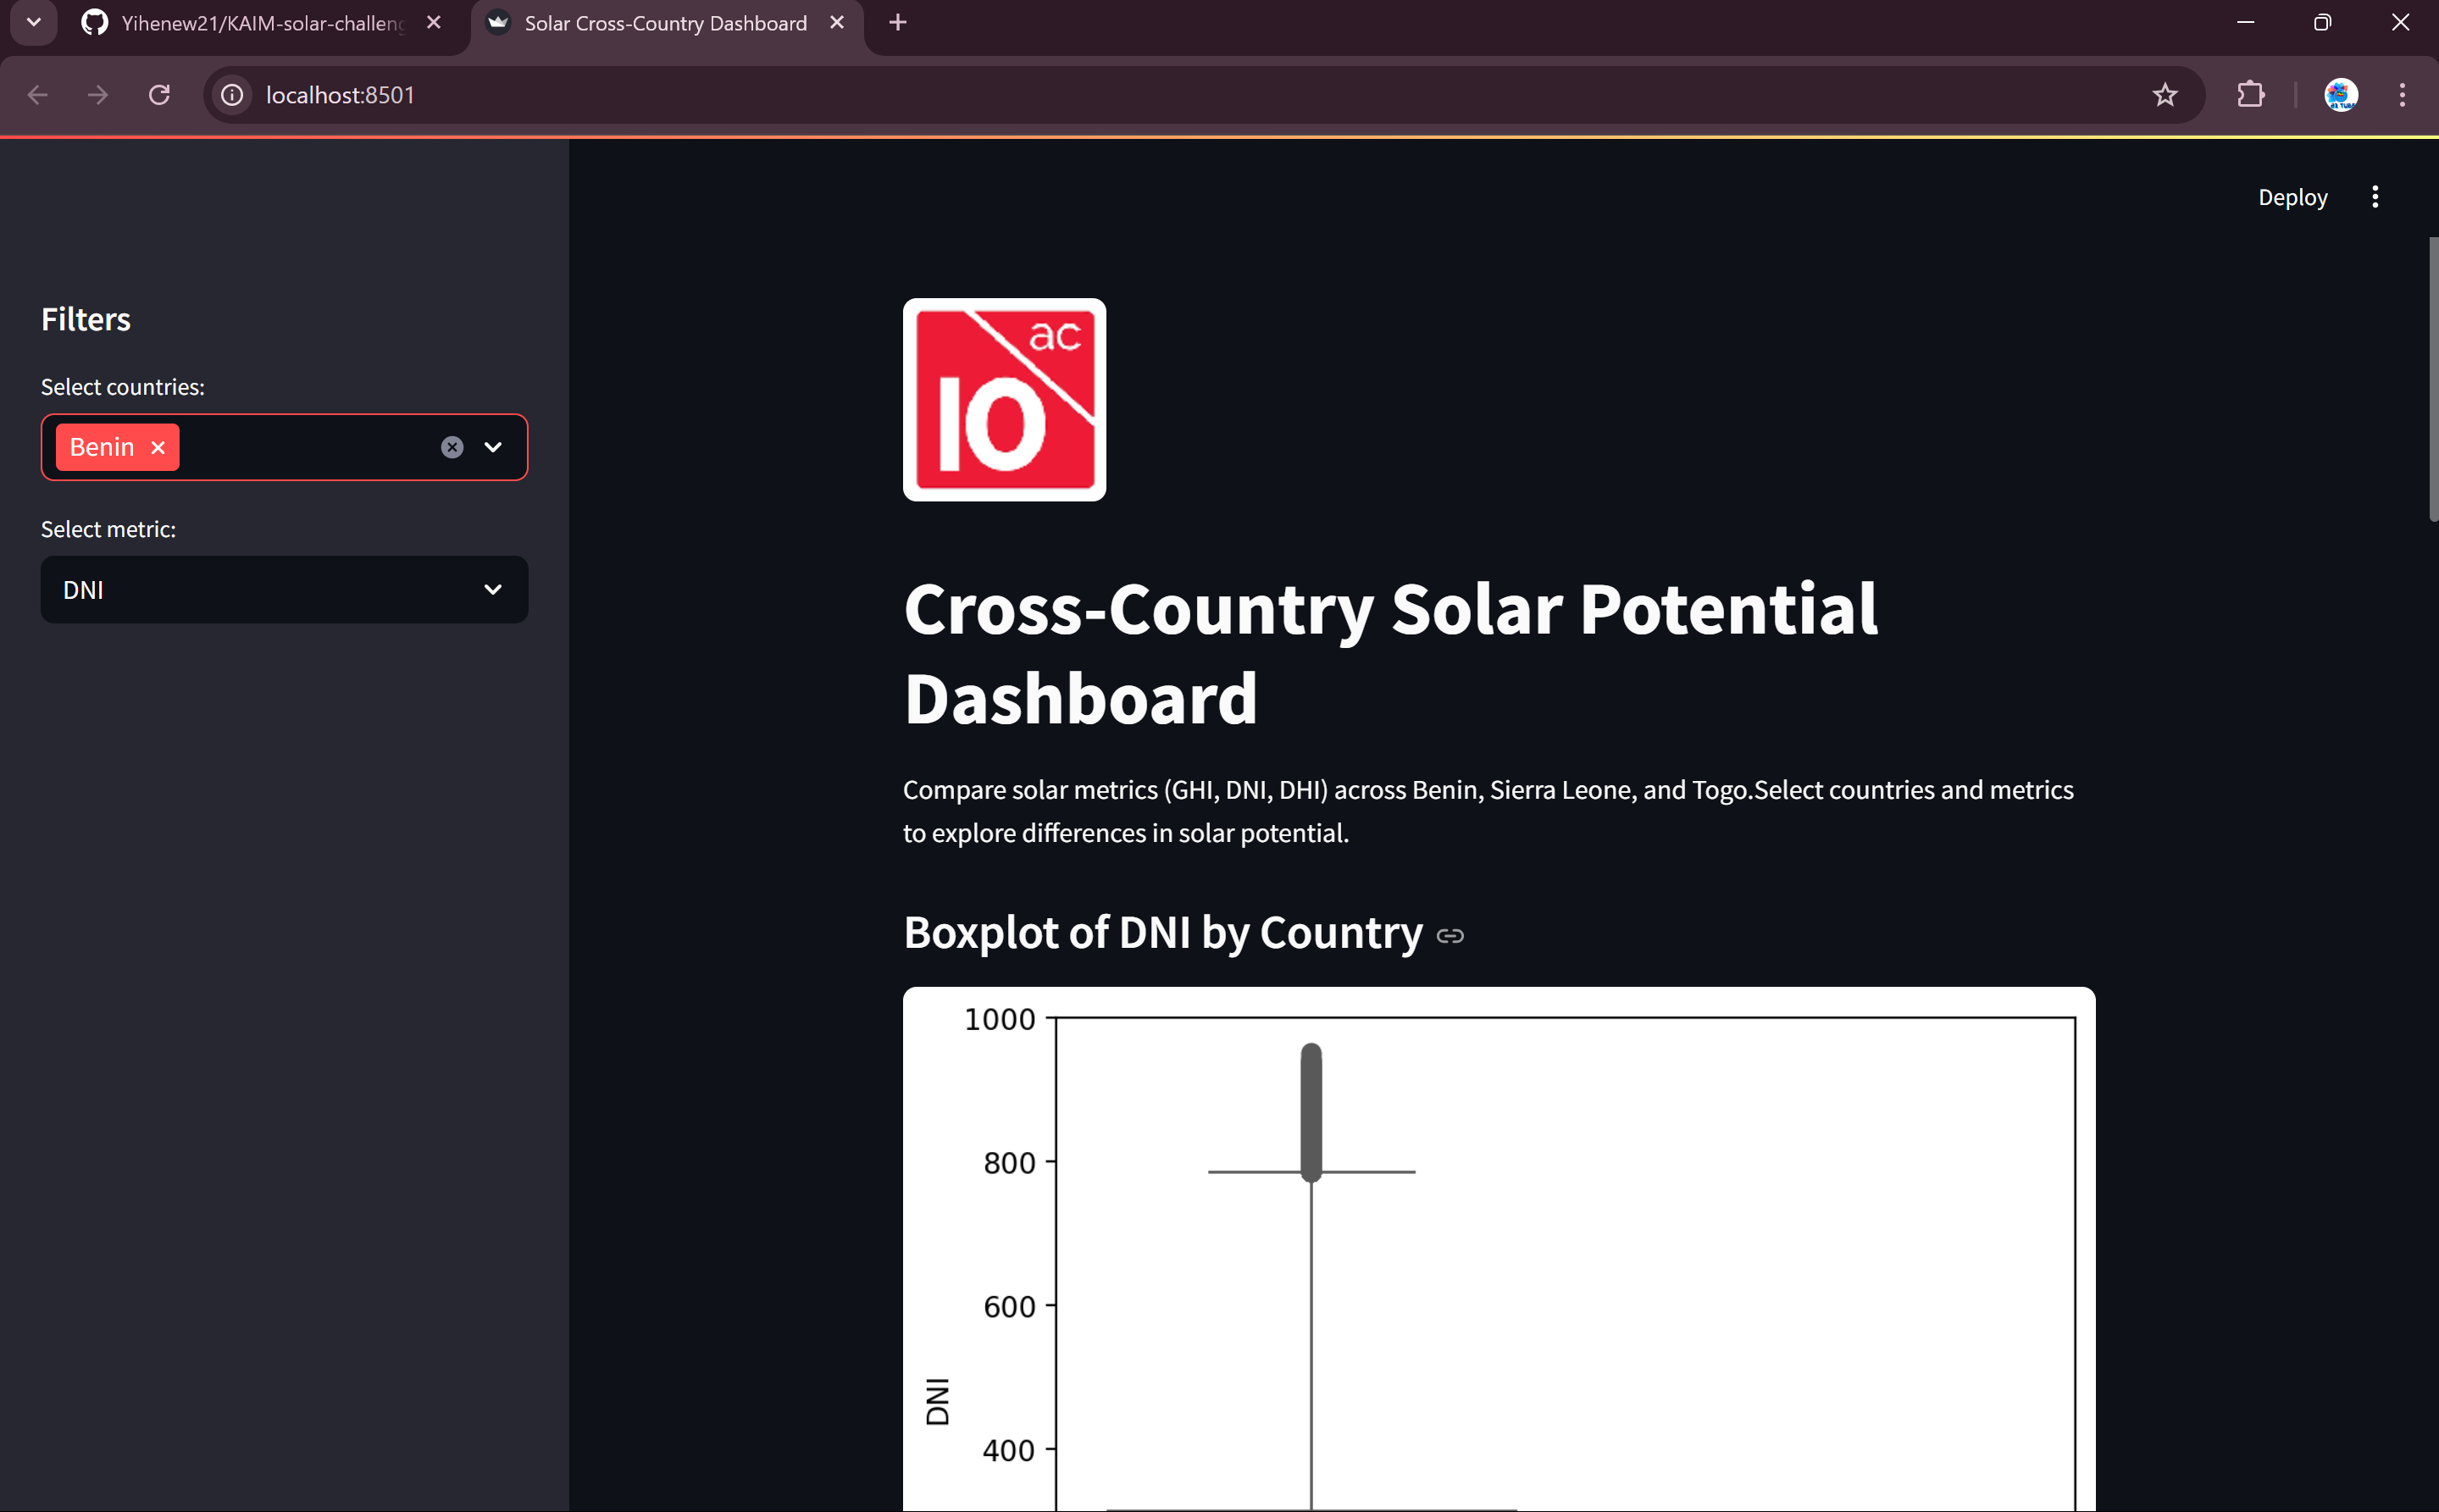 Yihenew21/KAIM-solar-challeng
Solar Cross-Country Dashboard
localhost:8501
Deploy
Filters
Select countries:
Benin
Select metric:
DNI
ac
10
Cross-Country Solar Potential
Dashboard
Compare solar metrics (GHI, DNI, DHI) across Benin, Sierra Leone, and Togo.Select countries and metrics
to explore differences in solar potential.
Boxplot of DNI by Country
1000
800
600
400
DNI